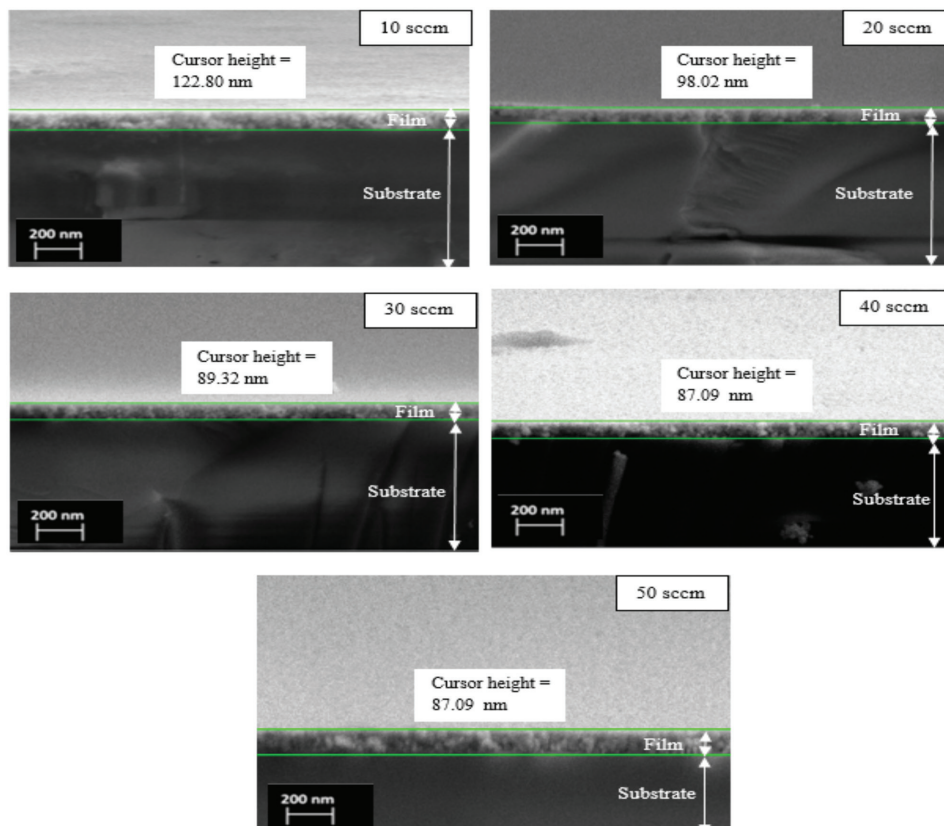 10 sccm
Cursor height =
122.80 nm
Film
Substrate
200 nm
20 sccm
Cursor height =
98.02 nm
Film
Substrate
200 nm
30 sccm
Cursor height =
89.32 nm
Film
Substrate
200 nm
40 sccm
Cursor height =
87.09 nm
Film
Substrate
200 nm
50 sccm
Cursor height =
87.09 nm
Film
Substrate
200 nm